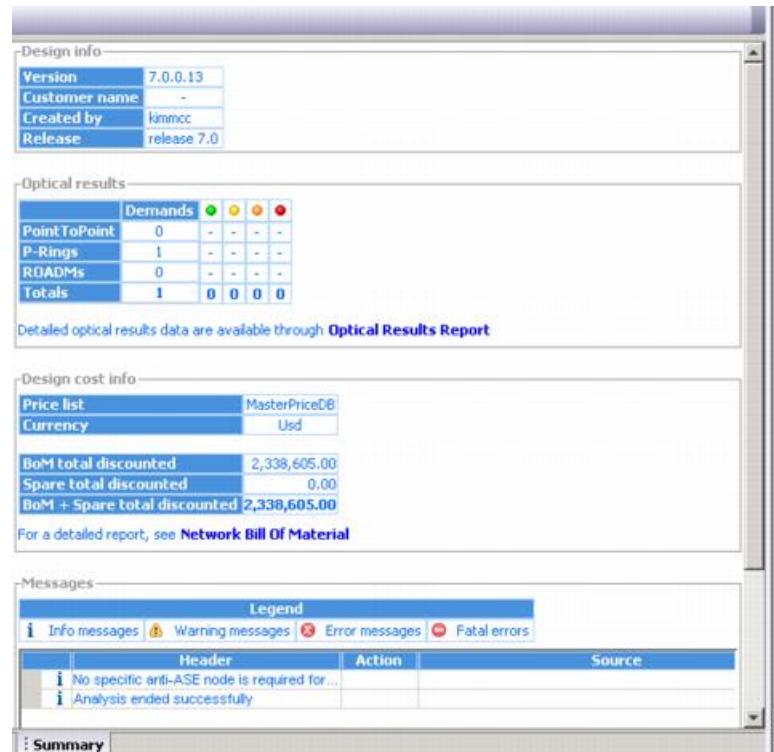 Design info
Version 7.0.0.13
Customer name -
Created by kimmcc
Release release 7.0
Optical results
Demands
PointToPoint 0 - - - -
P-Rings 1 - - - -
ROADMs 0 - - - -
Totals 1 0 0 0 0
Detailed optical results data are available through Optical Results Report
Design cost info
Price list MasterPriceDB
Currency Usd
BoM total discounted 2,338,605.00
Spare total discounted 0.00
BoM + Spare total discounted 2,338,605.00
For a detailed report, see Network Bill Of Material
Messages
Legend
i Info messages Warning messages Error messages Fatal errors
Header Action Source
i No specific anti-ASE node is required for...
i Analysis ended successfully
Summary